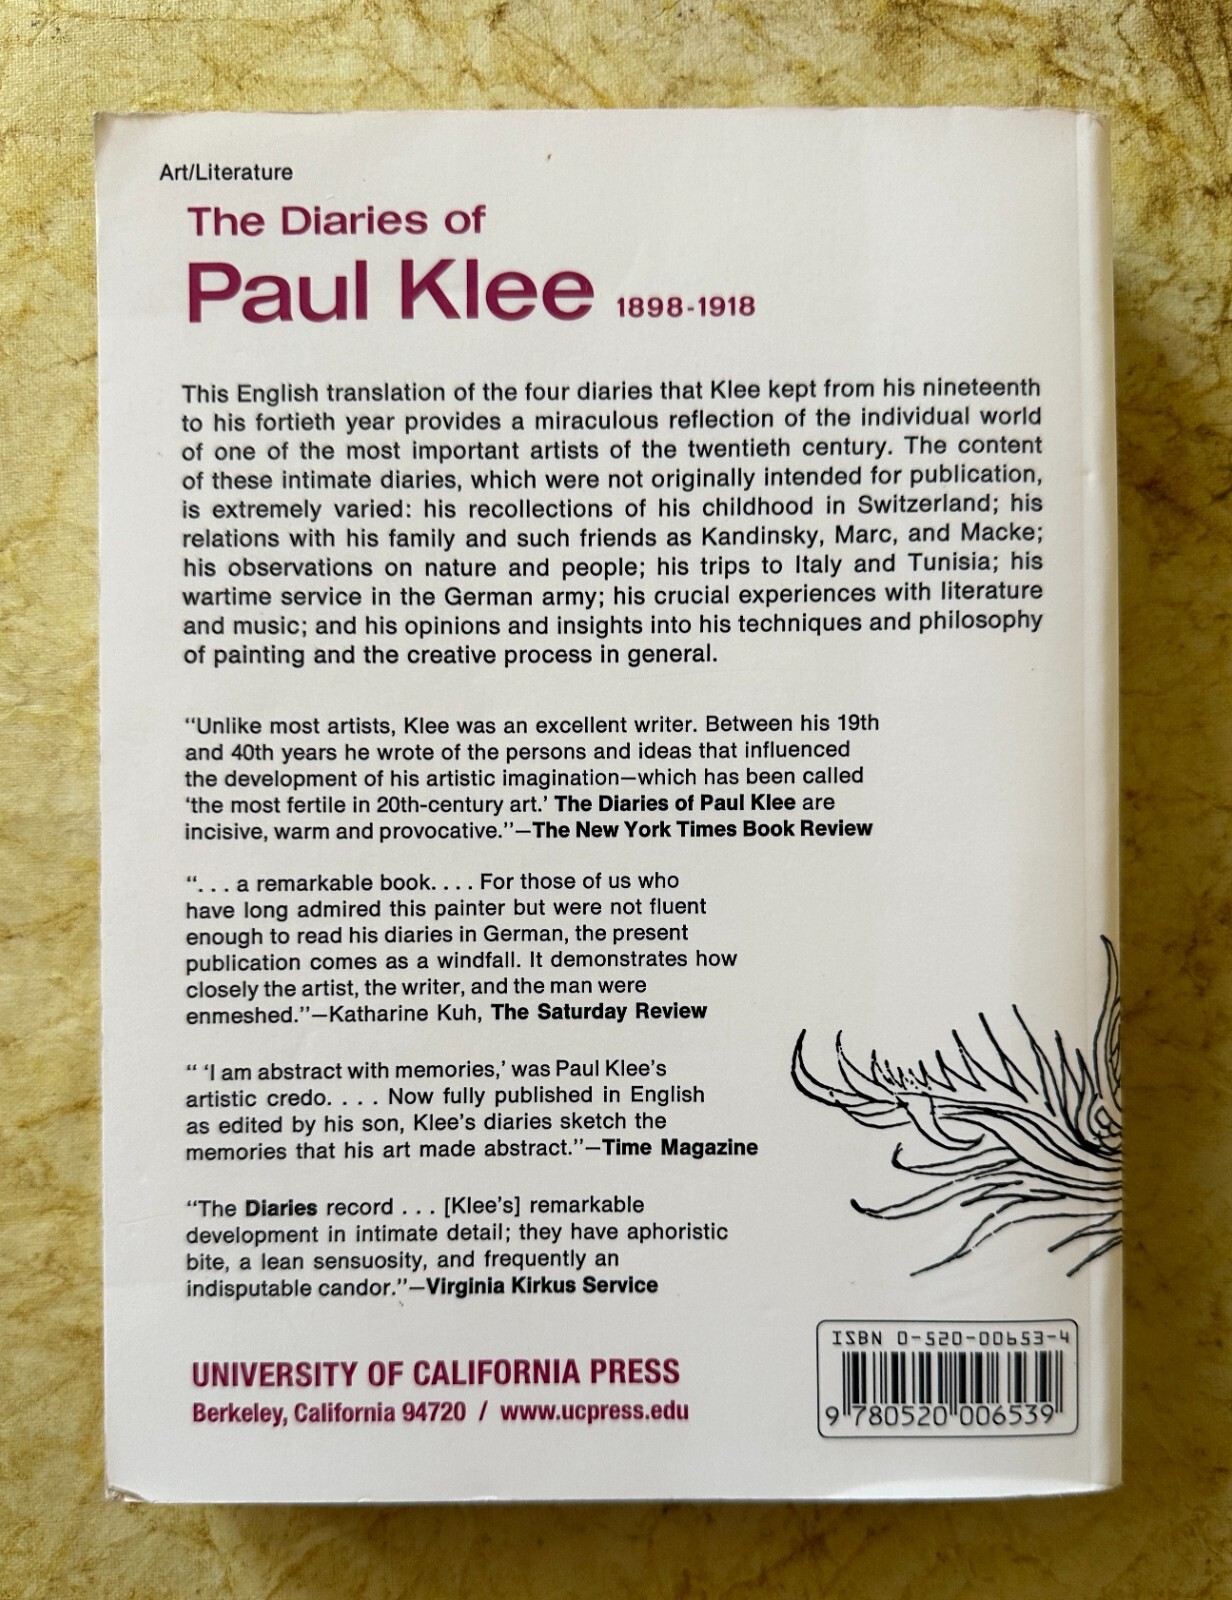 Art/Literature
The Diaries of
Paul Klee 1898-1918
This English translation of the four diaries that Klee kept from his nineteenth
to his fortieth year provides a miraculous reflection of the individual world
of one of the most important artists of the twentieth century. The content
of these intimate diaries, which were not originally intended for publication,
is extremely varied: his recollections of his childhood in Switzerland; his
relations with his family and such friends as Kandinsky, Marc, and Macke;
his observations on nature and people; his trips to Italy and Tunisia; his
wartime service in the German army; his crucial experiences with literature
and music; and his opinions and insights into his techniques and philosophy
of painting and the creative process in general.
“Unlike most artists, Klee was an excellent writer. Between his 19th
and 40th years he wrote of the persons and ideas that influenced
the development of his artistic imagination—which has been called
‘the most fertile in 20th-century art.’ The Diaries of Paul Klee are
incisive, warm and provocative.”—The New York Times Book Review
“. . . a remarkable book. . . . For those of us who
have long admired this painter but were not fluent
enough to read his diaries in German, the present
publication comes as a windfall. It demonstrates how
closely the artist, the writer, and the man were
enmeshed.”—Katharine Kuh, The Saturday Review
“ ‘I am abstract with memories,’ was Paul Klee’s
artistic credo. . . . Now fully published in English
as edited by his son, Klee’s diaries sketch the
memories that his art made abstract.”—Time Magazine
“The Diaries record . . . [Klee’s] remarkable
development in intimate detail; they have aphoristic
bite, a lean sensuosity, and frequently an
indisputable candor.”—Virginia Kirkus Service
UNIVERSITY OF CALIFORNIA PRESS
Berkeley, California 94720 / www.ucpress.edu
ISBN 0-520-00653-4
9 780520 006539